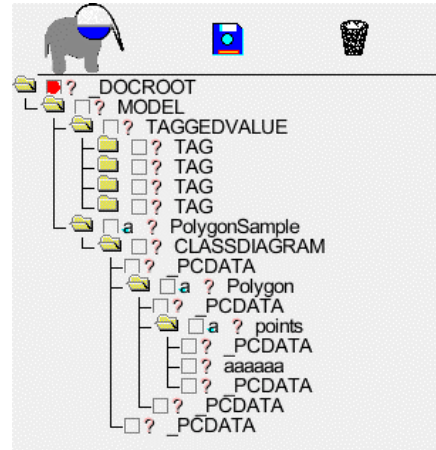 ? _DOCROOT
? MODEL
? TAGGEDVALUE
? TAG
? TAG
? TAG
? TAG
a ? PolygonSample
? CLASSDIAGRAM
? _PCDATA
a ? Polygon
? _PCDATA
a ? points
? _PCDATA
? aaaaaa
? _PCDATA
? _PCDATA
? _PCDATA